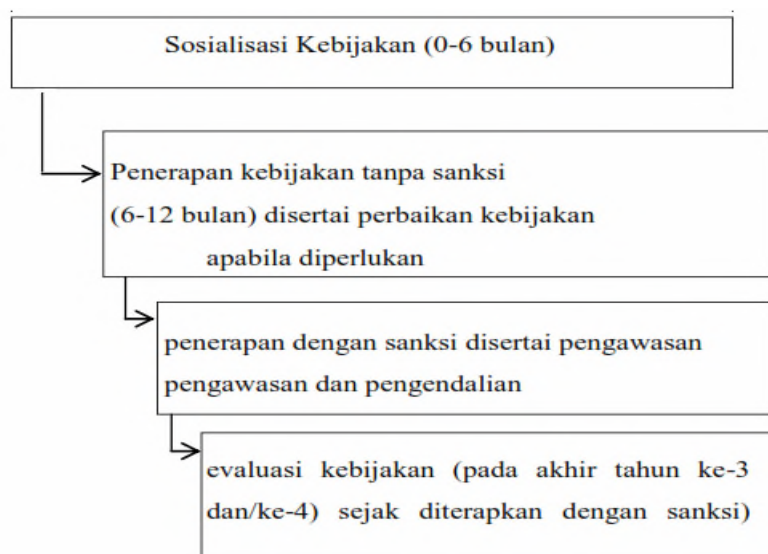 Sosialisasi Kebijakan (0-6 bulan)
Penerapan kebijakan tanpa sanksi
(6-12 bulan) disertai perbaikan kebijakan
apabila diperlukan
penerapan dengan sanksi disertai pengawasan
pengawasan dan pengendalian
evaluasi kebijakan (pada akhir tahun ke-3
dan/ke-4) sejak diterapkan dengan sanksi)